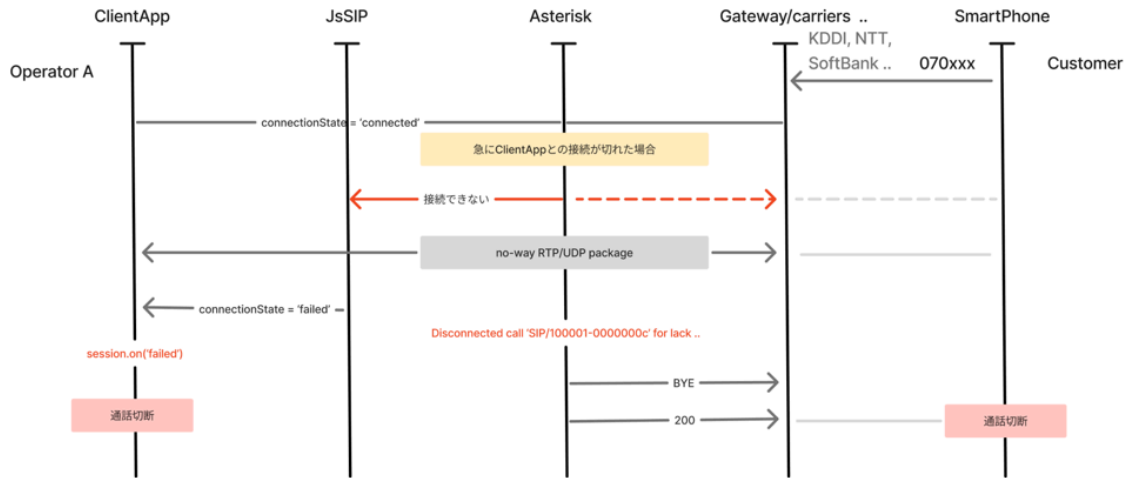 ClientApp
JsSIP
Asterisk
Gateway/carriers ..
SmartPhone
KDDI, NTT,
SoftBank ..
070xxx
Operator A
Customer
connectionState = 'connected'
急にClientAppとの接続が切れた場合
接続できない
no-way RTP/UDP package
connectionState = 'failed'
Disconnected call 'SIP/100001-0000000c' for lack ..
session.on('failed')
BYE
通話切断
200
通話切断